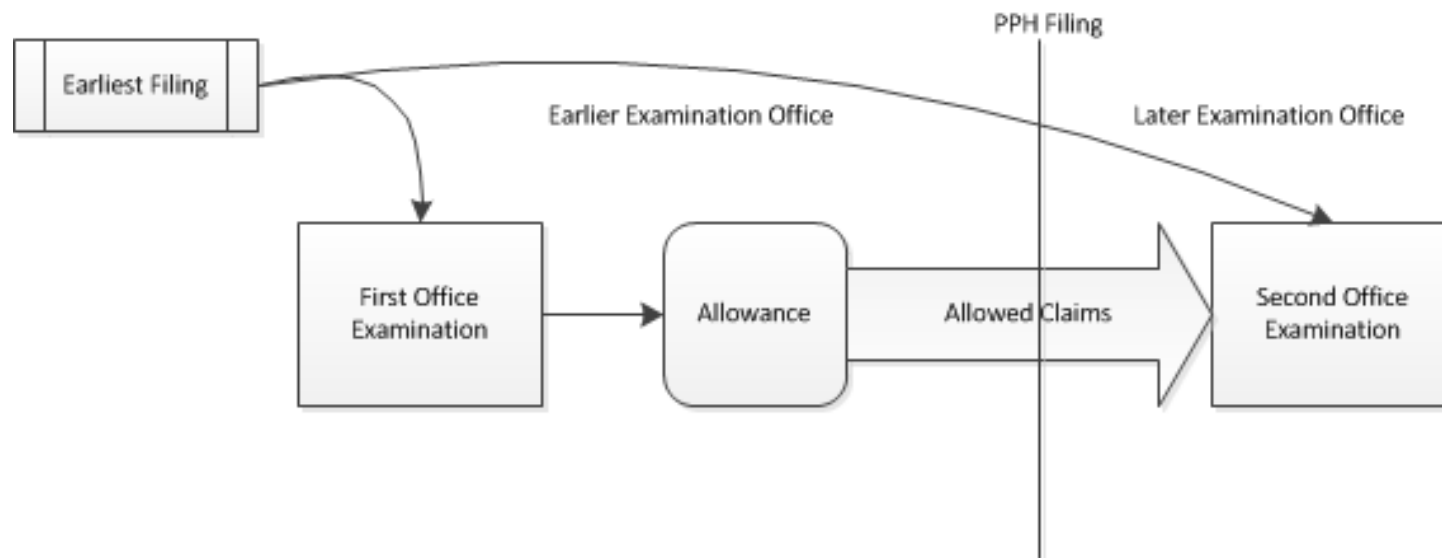 PPH Filing
Earliest Filing
Earlier Examination Office
Later Examination Office
First Office
Examination
Allowance
Allowed Claims
Second Office
Examination